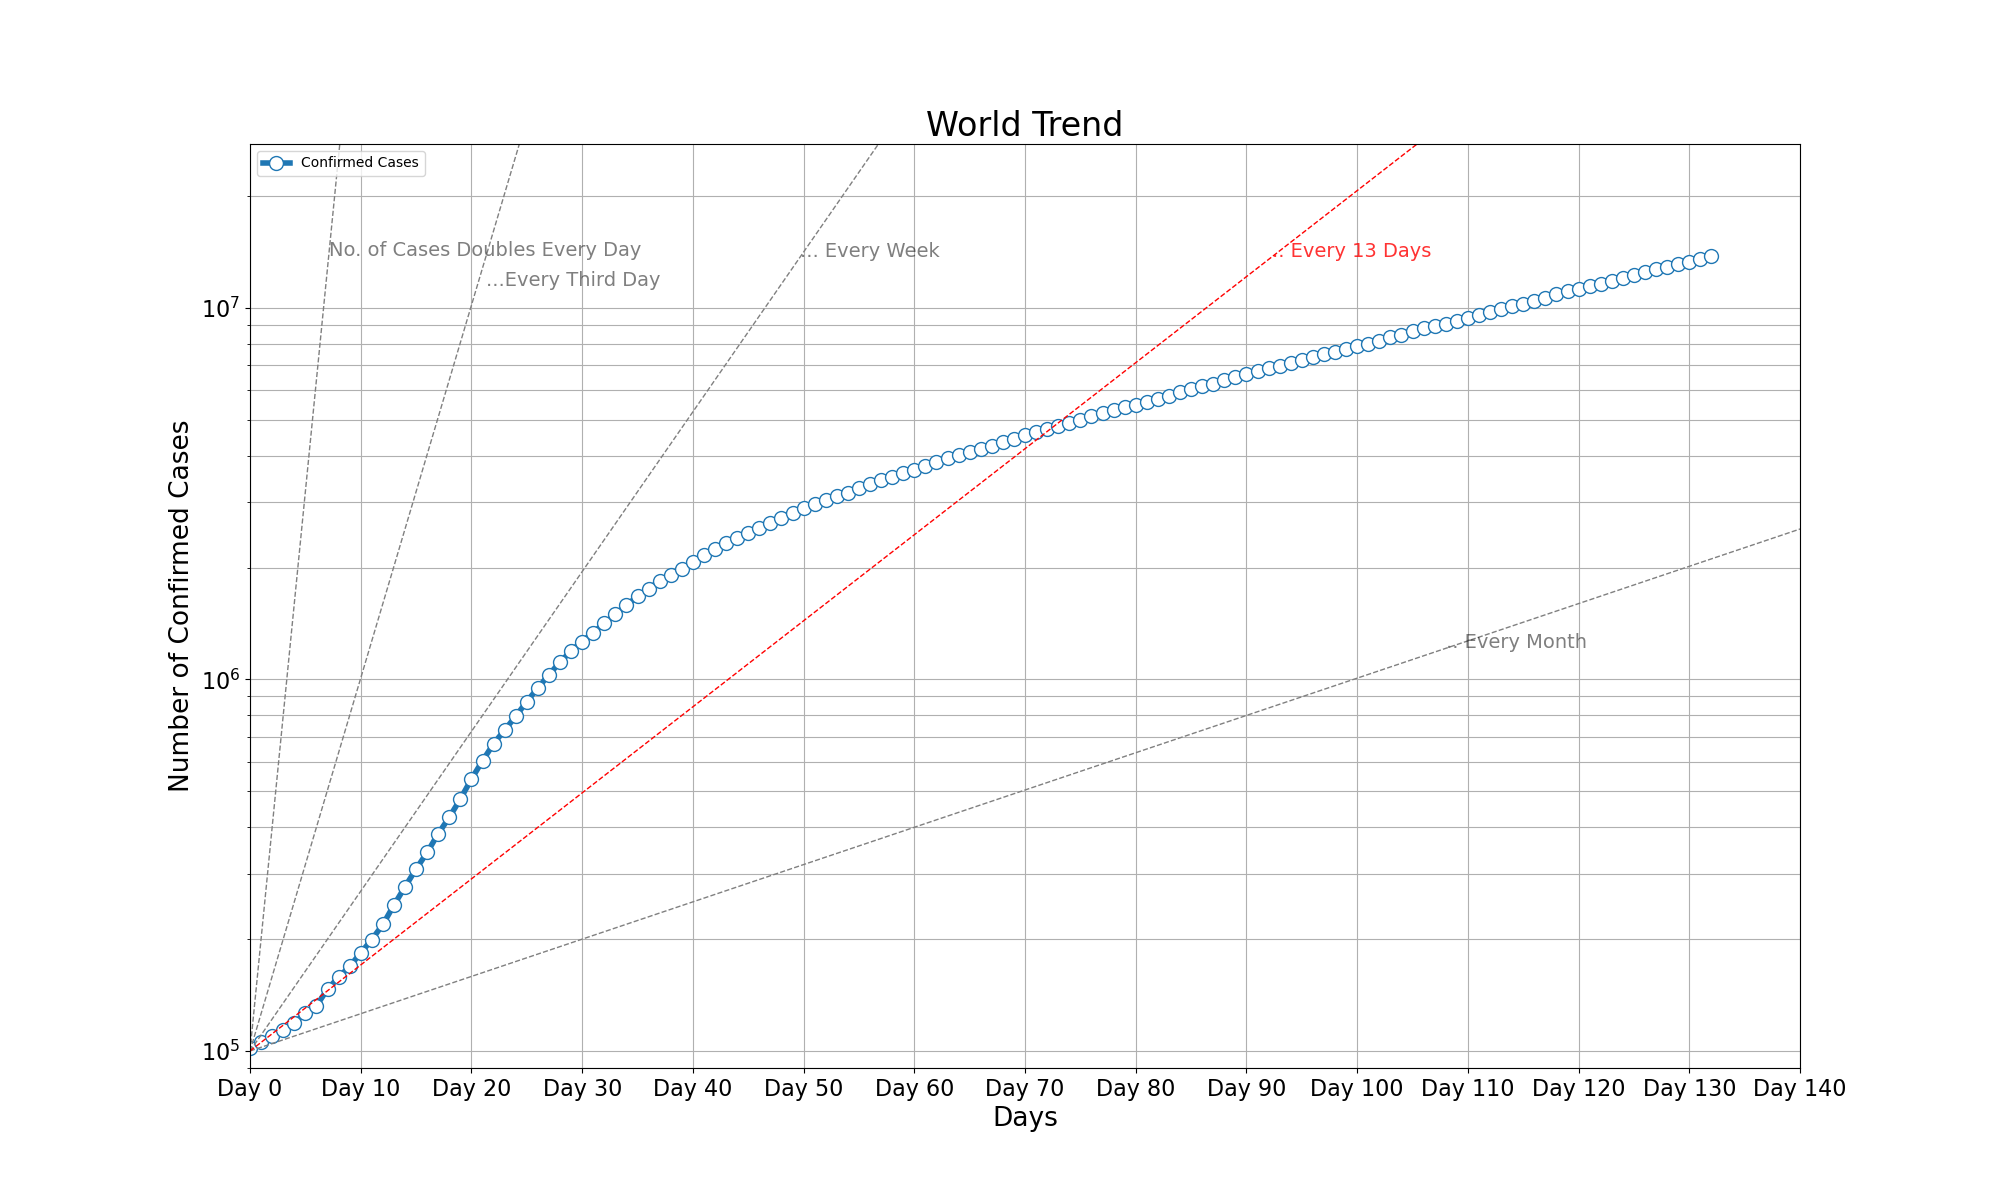 World Trend
Confirmed Cases
No. of Cases Doubles Every Day
...Every Third Day
... Every Week
.. Every 13 Days
.. Every Month
Number of Confirmed Cases
10^7
10^6
10^5
Day 0 Day 10 Day 20 Day 30 Day 40 Day 50 Day 60 Day 70 Day 80 Day 90 Day 100 Day 110 Day 120 Day 130 Day 140
Days